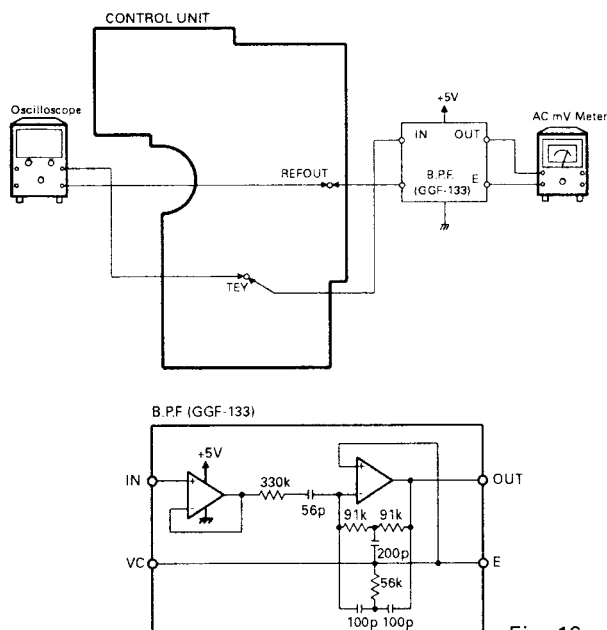 CONTROL UNIT
Oscilloscope
+5V
AC mV Meter
IN OUT
REFOUT
B.P.F.
(GGF-133)
E
TEY
B.P.F (GGF-133)
+5V
IN
330k
56p
OUT
91k 91k
200p
VC
E
56k
100p 100p